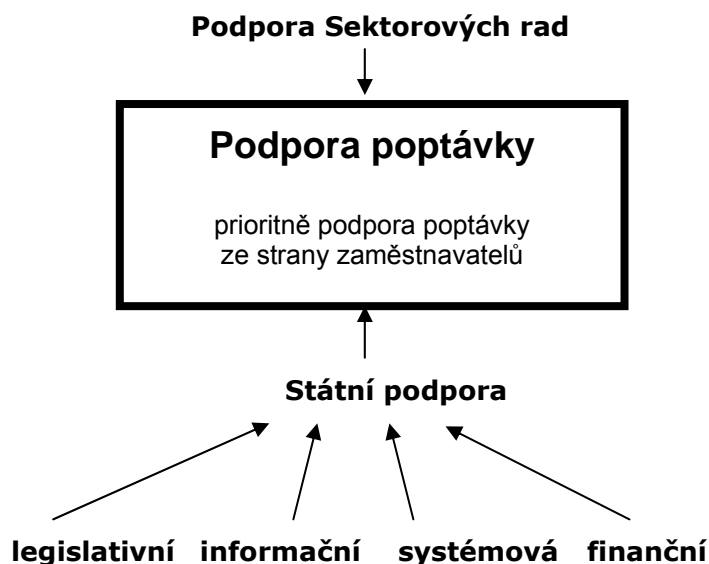 Podpora Sektorových rad
Podpora poptávky
prioritně podpora poptávky
ze strany zaměstnavatelů
Státní podpora
legislativní informační systémová finanční